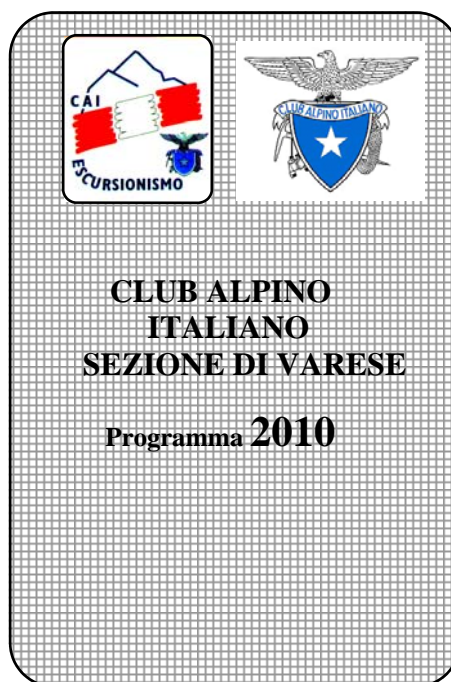 CAI
ESCURSIONISMO
CLUB ALPINO ITALIANO
CLUB ALPINO
ITALIANO
SEZIONE DI VARESE
Programma 2010